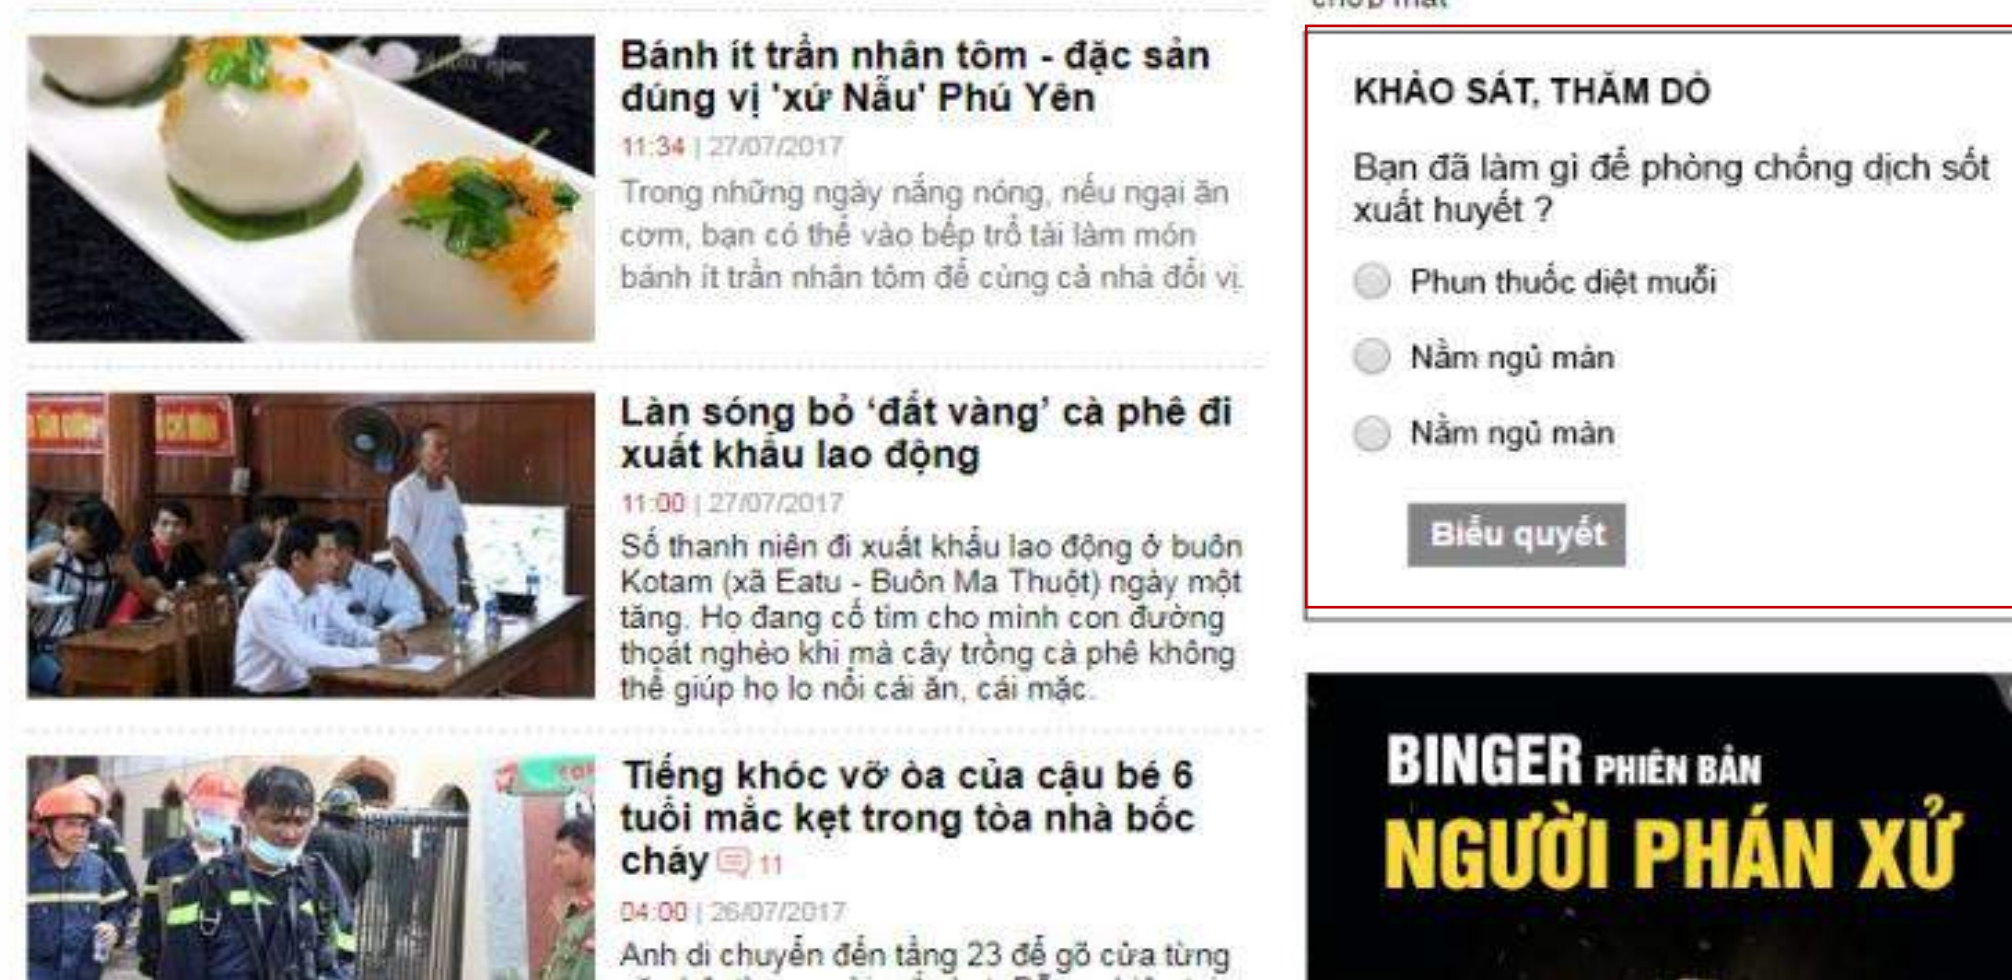 Bánh ít trần nhân tôm - đặc sản
đúng vị 'xứ Nẫu' Phú Yên
11:34 | 27/07/2017
Trong những ngày nắng nóng, nếu ngại ăn
cơm, bạn có thể vào bếp trổ tài làm món
bánh ít trần nhân tôm để cùng cả nhà đổi vị.
Làn sóng bỏ ‘đất vàng’ cà phê đi
xuất khẩu lao động
11:00 | 27/07/2017
Số thanh niên đi xuất khẩu lao động ở buôn
Kotam (xã Eatu - Buôn Ma Thuột) ngày một
tăng. Họ đang cố tìm cho mình con đường
thoát nghèo khi mà cây trồng cà phê không
thể giúp họ lo nổi cái ăn, cái mặc.
Tiếng khóc vỡ òa của cậu bé 6
tuổi mắc kẹt trong tòa nhà bốc
cháy 11
04:00 | 26/07/2017
Anh di chuyển đến tầng 23 để gõ cửa từng
KHẢO SÁT, THĂM DÒ
Bạn đã làm gì để phòng chống dịch sốt
xuất huyết ?
Phun thuốc diệt muỗi
Nằm ngủ màn
Nằm ngủ màn
Biểu quyết
BINGER PHIÊN BẢN
NGƯỜI PHÁN XỬ